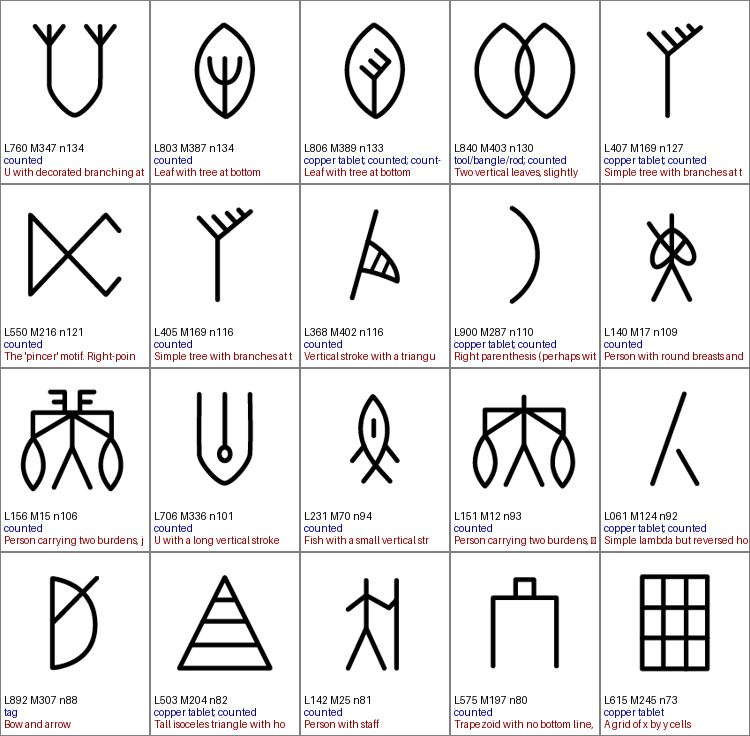 L760 M347 n134
counted
U with decorated branching at
L803 M387 n134
counted
Leaf with tree at bottom
L806 M389 n133
copper tablet; counted; count-
Leaf with tree at bottom
L840 M403 n130
tool/bangle/rod; counted
Two vertical leaves, slightly
L407 M169 n127
copper tablet; counted
Simple tree with branches at t
L550 M216 n121
counted
The 'pincer' motif. Right-poin
L405 M169 n116
counted
Simple tree with branches at t
L368 M402 n116
counted
Vertical stroke with a triangu
L900 M287 n110
copper tablet; counted
Right parenthesis (perhaps wit
L140 M17 n109
counted
Person with round breasts and
L156 M15 n106
counted
Person carrying two burdens, j
L706 M336 n101
counted
U with a long vertical stroke
L231 M70 n94
counted
Fish with a small vertical str
L151 M12 n93
counted
Person carrying two burdens,
L061 M124 n92
copper tablet; counted
Simple lambda but reversed ho
L892 M307 n88
tag
Bow and arrow
L503 M204 n82
copper tablet; counted
Tall isoceles triangle with ho
L142 M25 n81
counted
Person with staff
L575 M197 n80
counted
Trapezoid with no bottom line,
L615 M245 n73
copper tablet
A grid of x by y cells